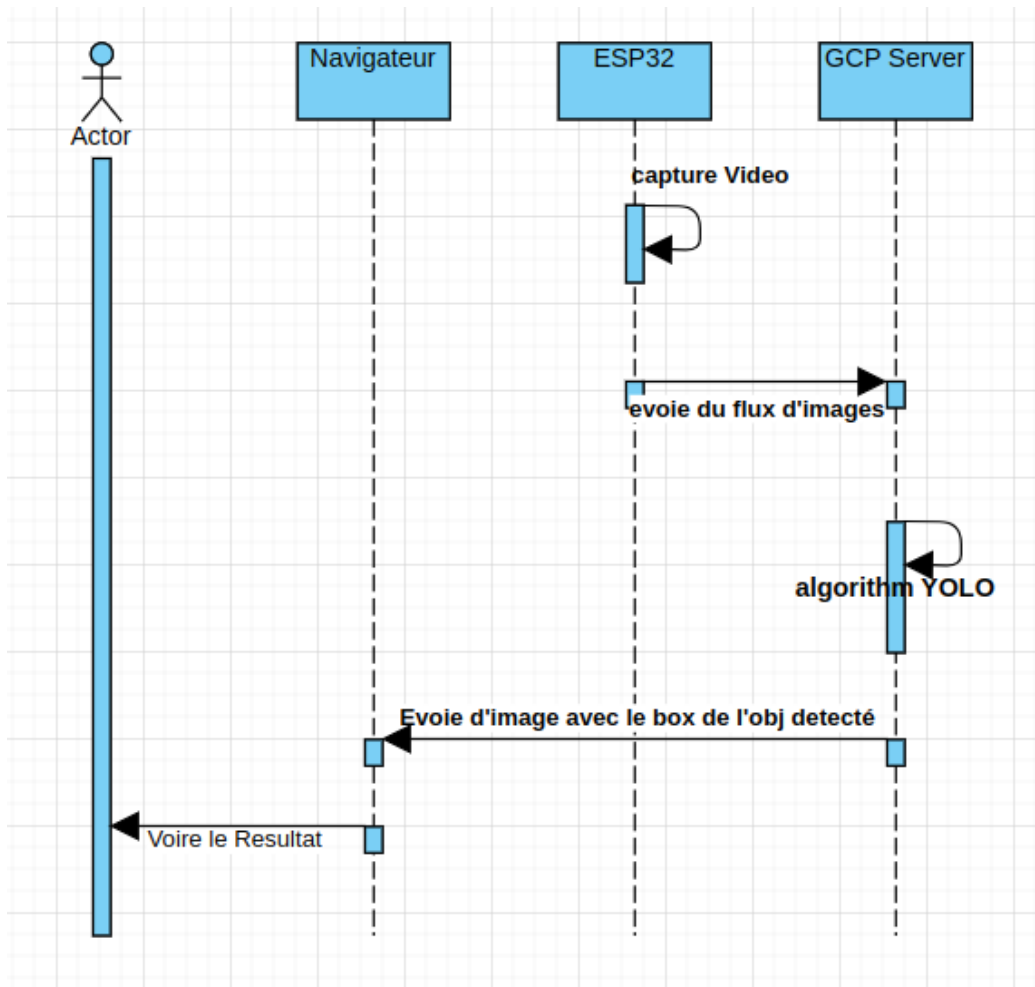 Actor
Navigateur
ESP32
GCP Server
capture Video
evoie du flux d'images
algorithm YOLO
Evoie d'image avec le box de l'obj detecté
Voire le Resultat